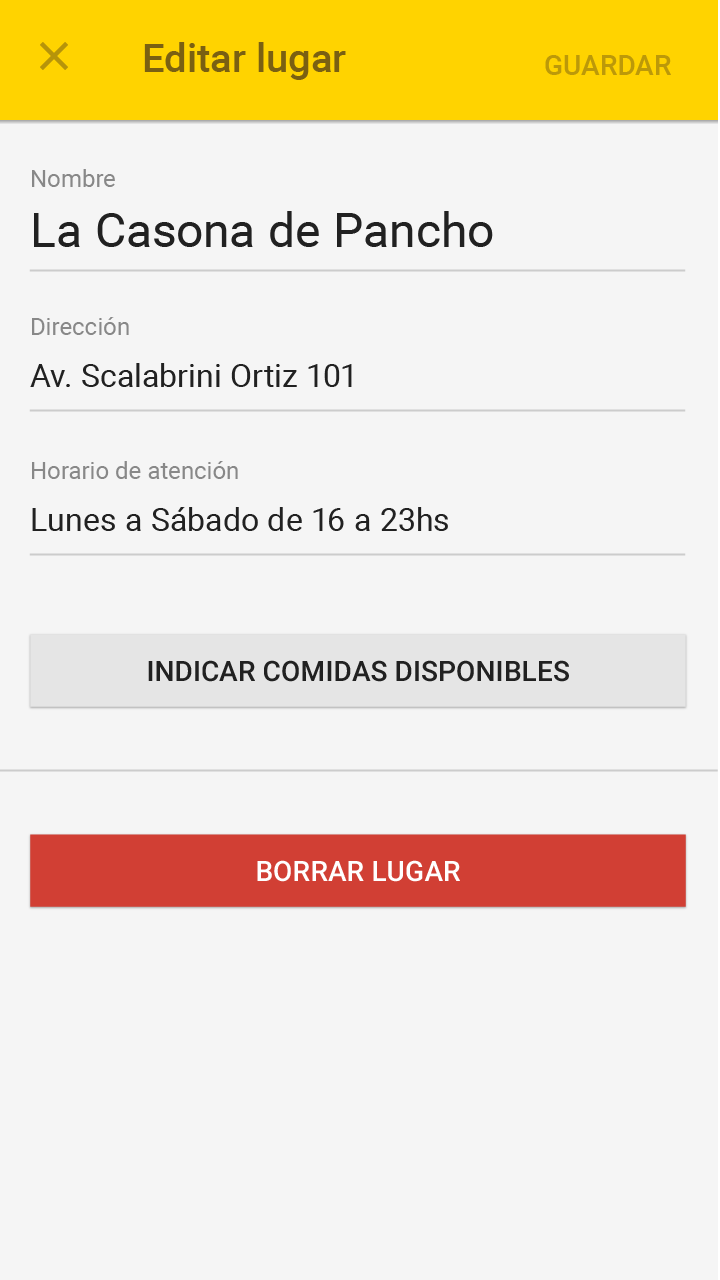 Editar lugar
GUARDAR
Nombre
La Casona de Pancho
Dirección
Av. Scalabrini Ortiz 101
Horario de atención
Lunes a Sábado de 16 a 23hs
INDICAR COMIDAS DISPONIBLES
BORRAR LUGAR